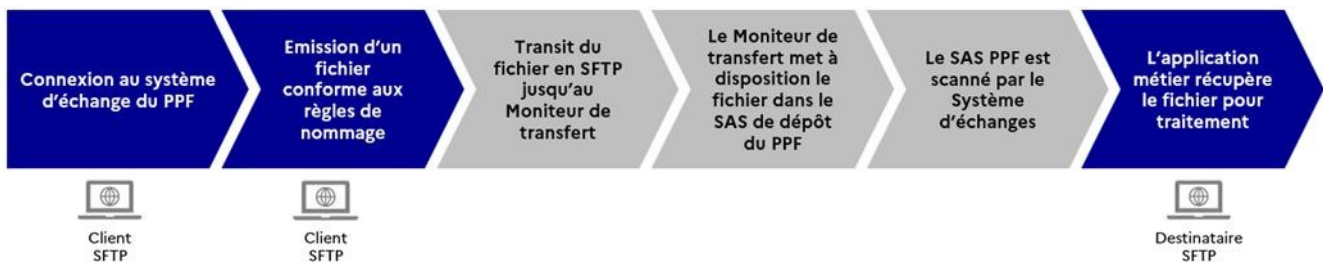 Connexion au système
d'échange du PPF
Emission d'un
fichier
conforme aux
règles de
nommage
Transit du
fichier en SFTP
jusqu'au
Moniteur de
transfert
Le Moniteur de
transfert met à
disposition le
fichier dans le
SAS de dépôt
du PPF
Le SAS PPF est
scanné par le
Système
d'échanges
L'application
métier récupère
le fichier pour
traitement
Client
SFTP
Client
SFTP
Destinataire
SFTP